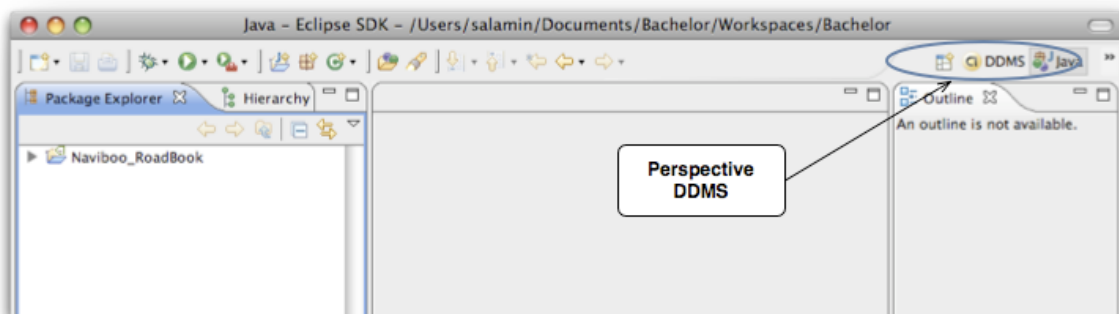 Java – Eclipse SDK – /Users/salamin/Documents/Bachelor/Workspaces/Bachelor
DDMS Java »
Package Explorer Hierarchy Outline
An outline is not available.
Naviboo_RoadBook
Perspective
DDMS